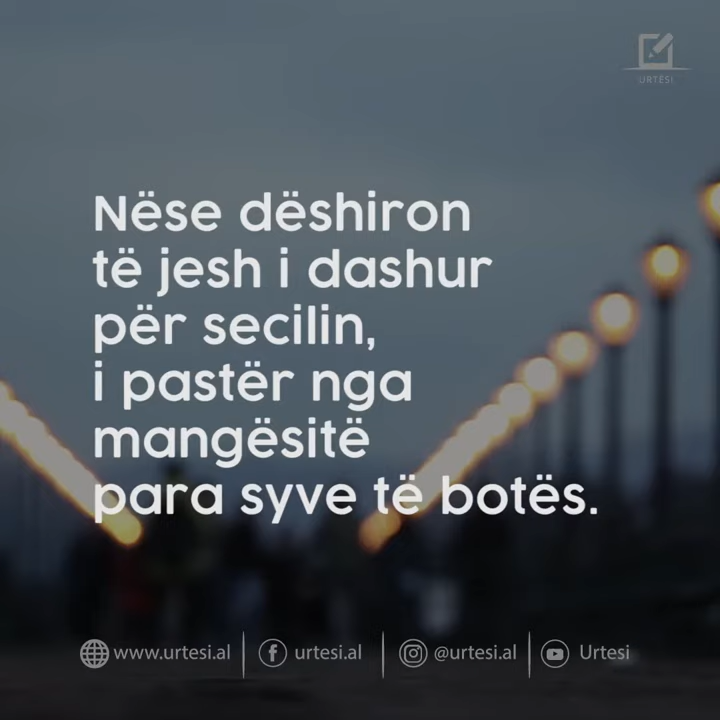 URTESI
Nëse dëshiron
të jesh i dashur
për secilin,
i pastër nga
mangësitë
para syve të botës.
www.urtesi.al
urtesi.al
@urtesi.al
Urtesi